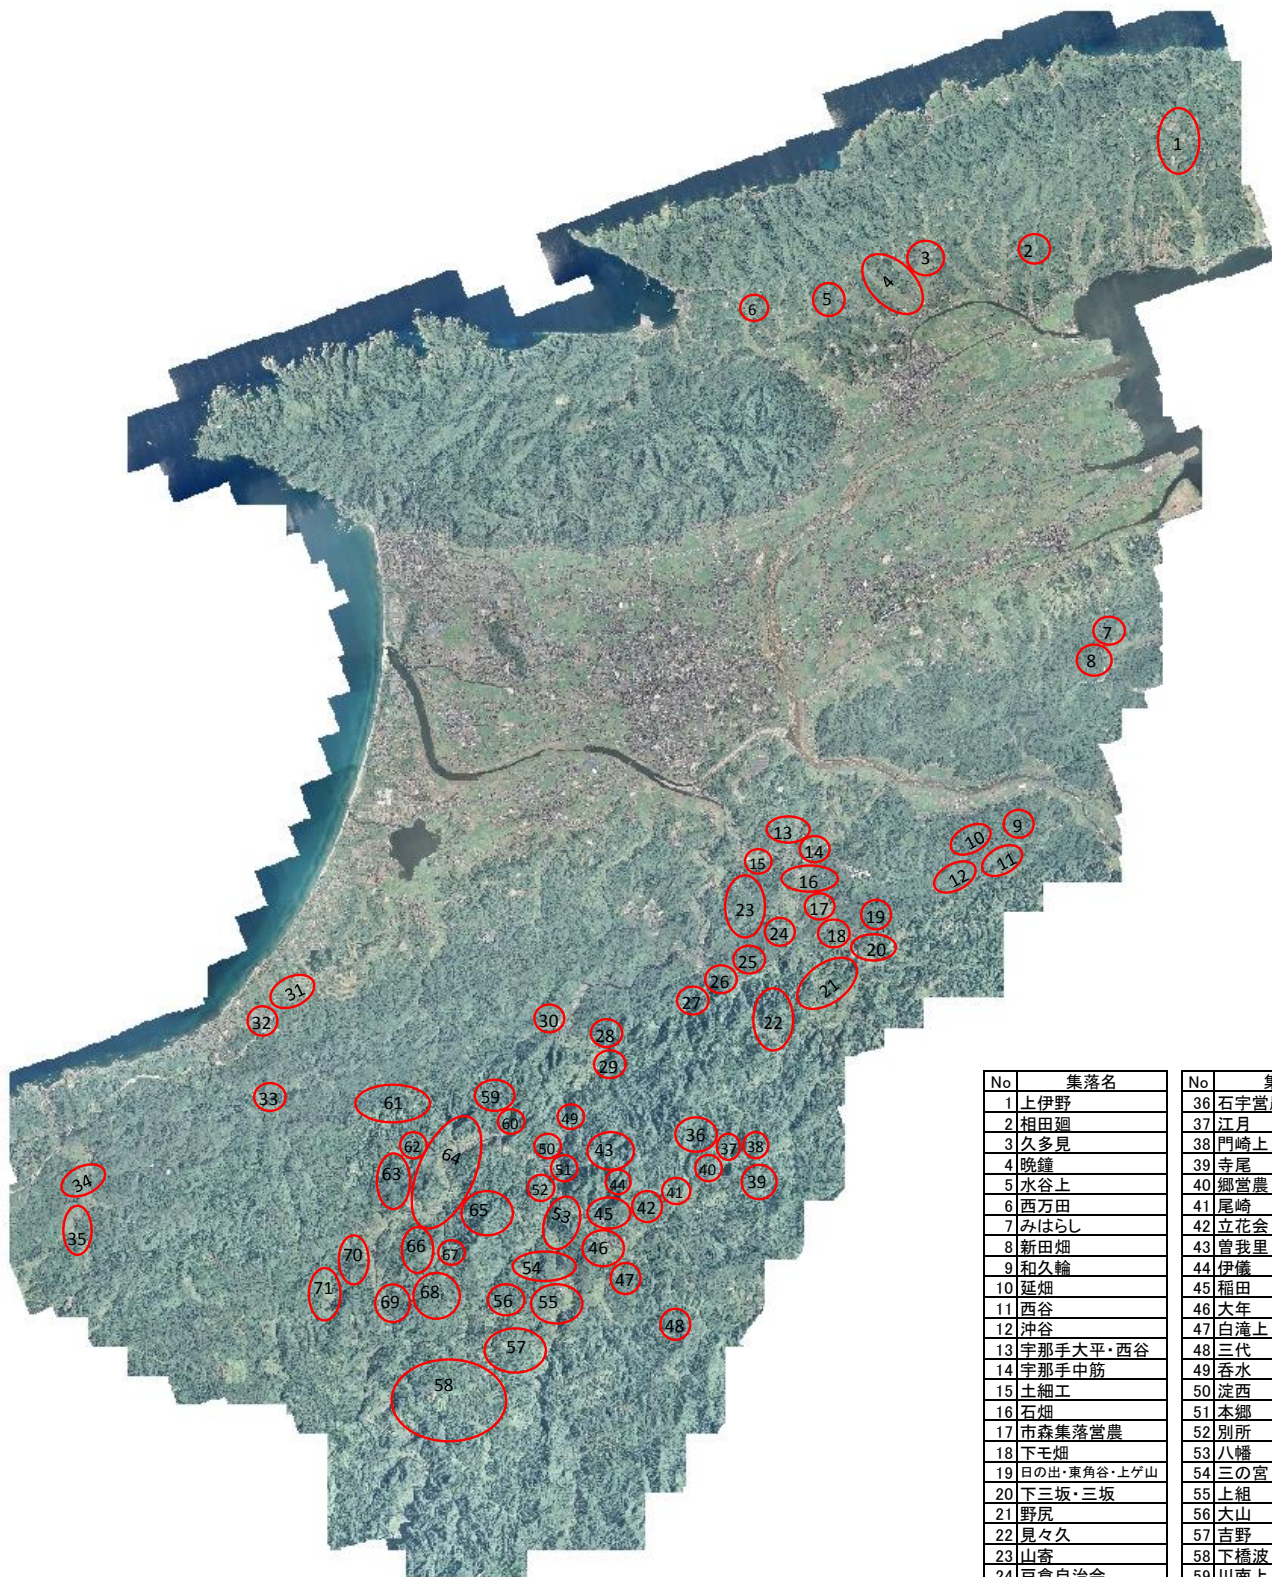 1
2
3
4
5
6
7
8
9
10
11
12
13
14
15
16
17
18
19
20
21
22
23
24
25
26
27
28
29
30
31
32
33
34
35
36
37
38
39
40
41
42
43
44
45
46
47
48
49
50
51
52
53
54
55
56
57
58
59
60
61
62
63
64
65
66
67
68
69
70
71
No 集落名
1 上伊野
2 相田廻
3 久多見
4 晩鐘
5 水谷上
6 西万田
7 みはらし
8 新田畑
9 和久輪
10 延畑
11 西谷
12 沖谷
13 宇那手大平・西谷
14 宇那手中筋
15 土細工
16 石畑
17 市森集落営農
18 下モ畑
19 日の出・東角谷・上ゲ山
20 下三坂・三坂
21 野尻
22 見々久
23 山寄
No 集
36 石宇営
37 江月
38 門崎上
39 寺尾
40 郷営農
41 尾崎
42 立花会
43 曽我里
44 伊儀
45 稲田
46 大年
47 白滝上
48 三代
49 呑水
50 淀西
51 本郷
52 別所
53 八幡
54 三の宮
55 上組
56 大山
57 吉野
58 下橋波